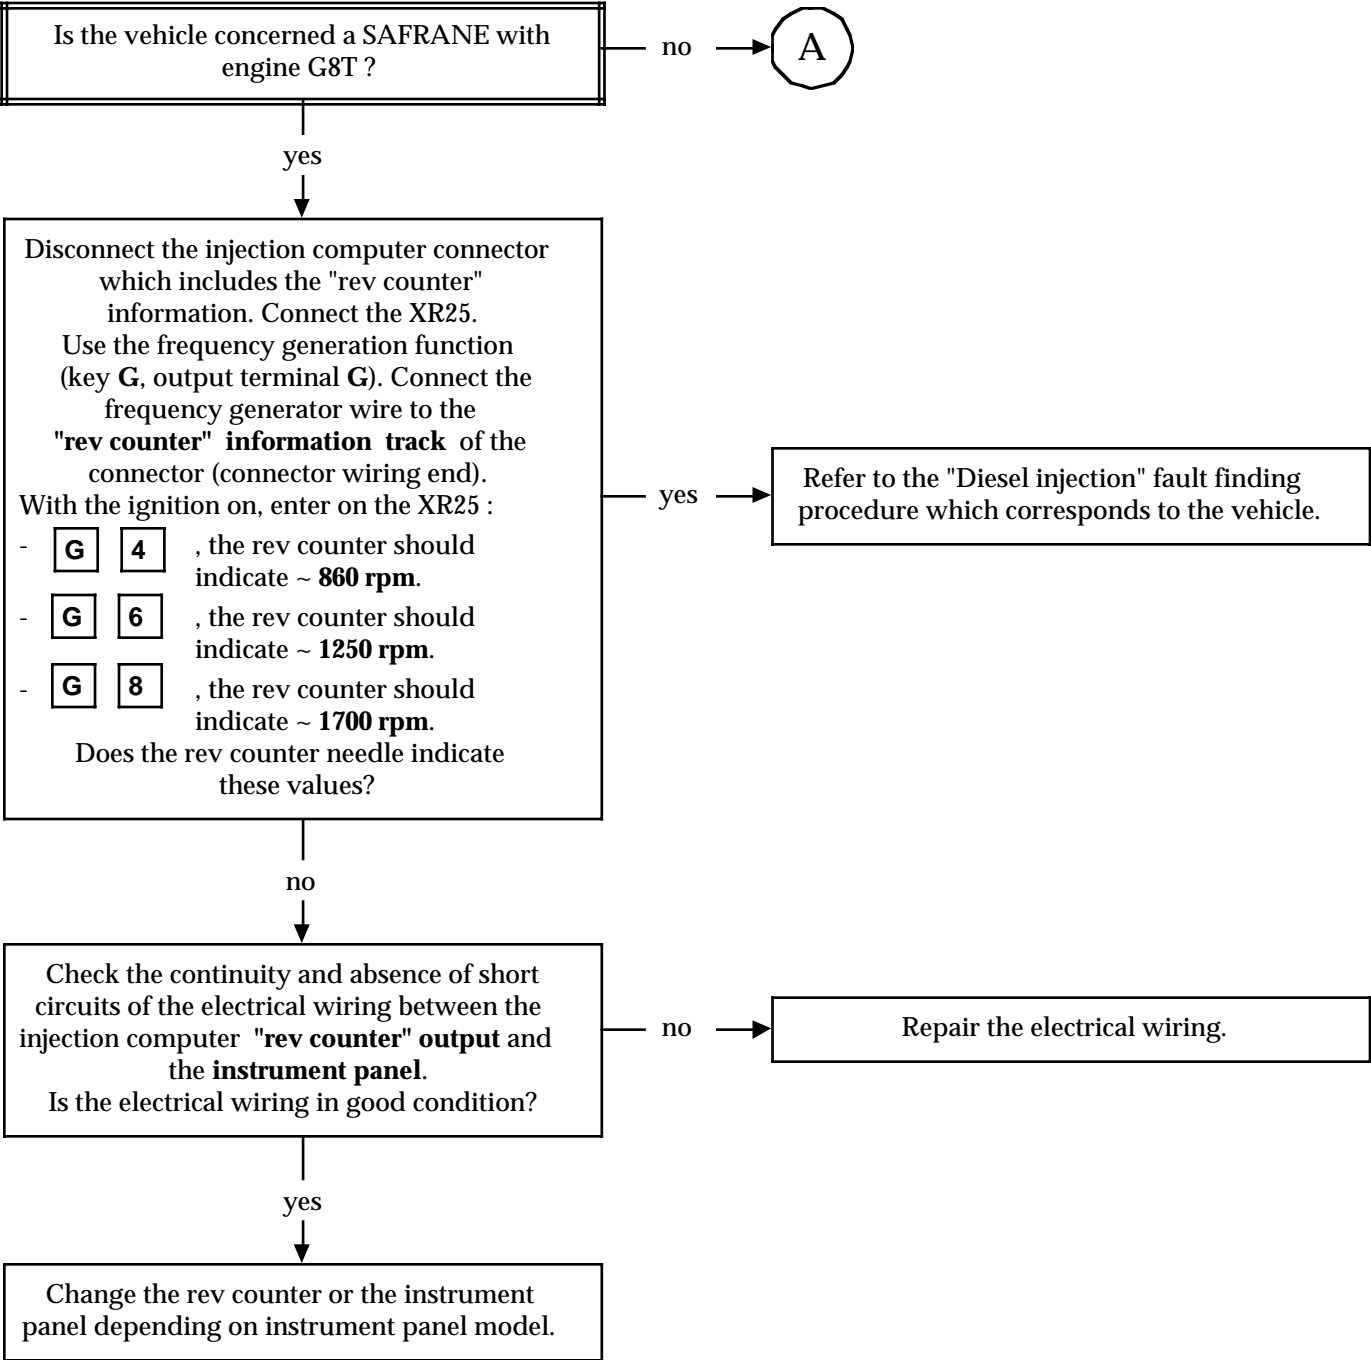 Is the vehicle concerned a SAFRANE with
engine G8T ?
no
A
yes
Disconnect the injection computer connector
which includes the "rev counter"
information. Connect the XR25.
Use the frequency generation function
(key G, output terminal G). Connect the
frequency generator wire to the
"rev counter" information track of the
connector (connector wiring end).
With the ignition on, enter on the XR25 :
- G 4 , the rev counter should
indicate ~ 860 rpm.
- G 6 , the rev counter should
indicate ~ 1250 rpm.
- G 8 , the rev counter should
indicate ~ 1700 rpm.
Does the rev counter needle indicate
these values?
yes
Refer to the "Diesel injection" fault finding
procedure which corresponds to the vehicle.
no
Check the continuity and absence of short
circuits of the electrical wiring between the
injection computer "rev counter" output and
the instrument panel.
Is the electrical wiring in good condition?
no
Repair the electrical wiring.
yes
Change the rev counter or the instrument
panel depending on instrument panel model.